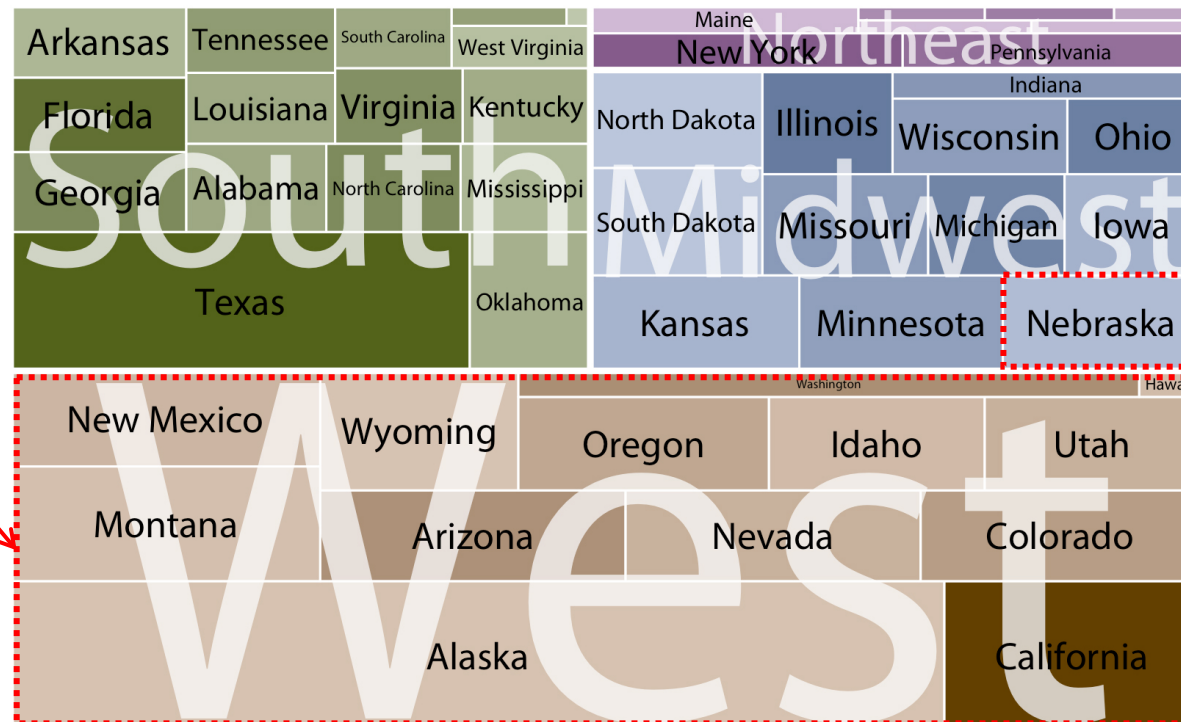 South
Arkansas
Tennessee
South Carolina
West Virginia
Florida
Louisiana
Virginia
Kentucky
Georgia
Alabama
North Carolina
Mississippi
Texas
Oklahoma
Northeast
Maine
New York
Pennsylvania
Midwest
North Dakota
Illinois
Indiana
Wisconsin
Ohio
South Dakota
Missouri
Michigan
Iowa
Kansas
Minnesota
Nebraska
West
New Mexico
Wyoming
Washington
Hawa
Oregon
Idaho
Utah
Montana
Arizona
Nevada
Colorado
Alaska
California